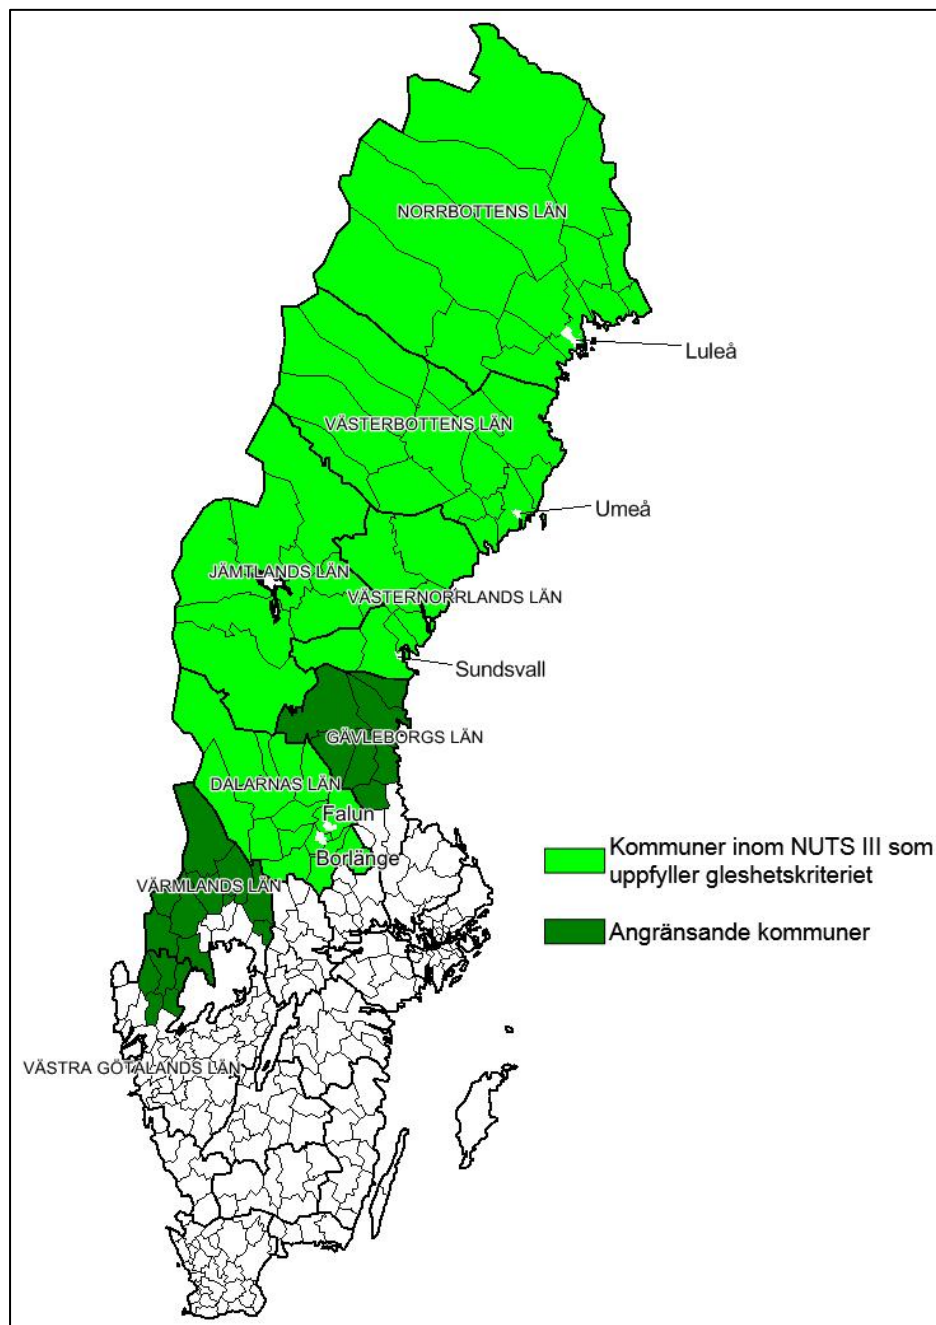 NORRBOTTENS LÄN
Luleå
VÄSTERBOTTENS LÄN
Umeå
JÄMTLANDS LÄN
VÄSTERNORRLANDS LÄN
Sundsvall
GÄVLEBORGS LÄN
DALARNAS LÄN
Falun
Borlänge
VÄRMLANDS LÄN
Kommuner inom NUTS III som
uppfyller gleshetskriteriet
Angränsande kommuner
VÄSTRA GÖTALANDS LÄN